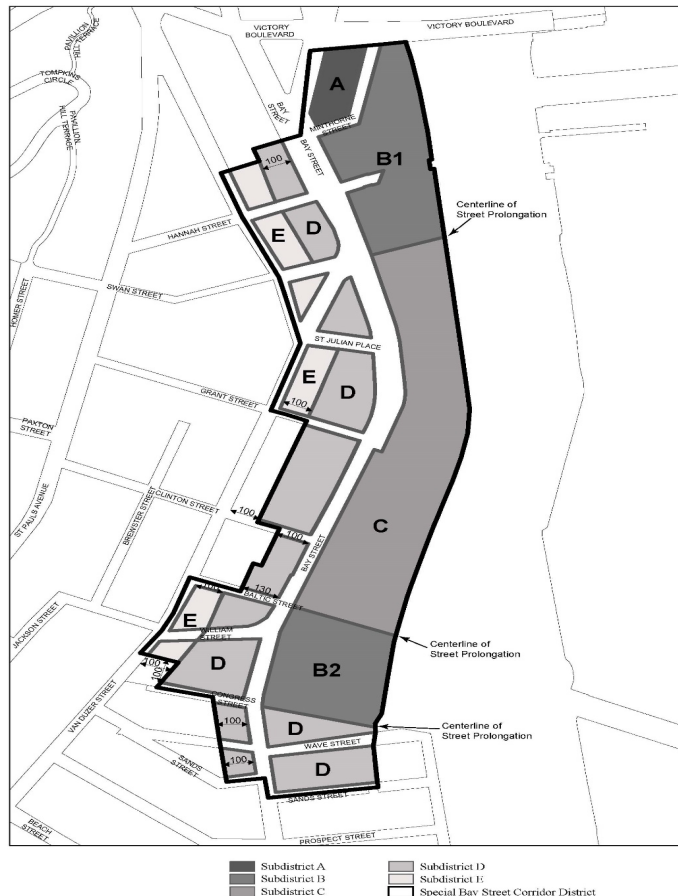 VICTORY
BOULEVARD
VICTORY BOULEVARD
PAVILLION
TERRACE
HILL
TOMPKINS
CIRCLE
PAVILLION
HILL TERRACE
BAY
STREET
A
MINTHORNE
STREET
BAY STREET
100
B1
Centerline of
Street Prolongation
HANNAH STREET
E
D
HOMER STREET
SWAN STREET
ST JULIAN PLACE
E
D
100
GRANT STREET
PAXTON
STREET
ST PAULS AVENUE
BREWSTER STREET
CLINTON STREET
100
100
BAY STREET
C
130
BALTIC STREET
100
E
WILLIAM
STREET
JACKSON STREET
B2
Centerline of
Street Prolongation
D
100
100
VAN DUZER STREET
CONGRESS
STREET
100
D
Centerline of
Street Prolongation
WAVE STREET
100
D
SANDS
STREET
SANDS STREET
BEACH
STREET
PROSPECT STREET
Subdistrict A
Subdistrict B
Subdistrict C
Subdistrict D
Subdistrict E
Special Bay Street Corridor District